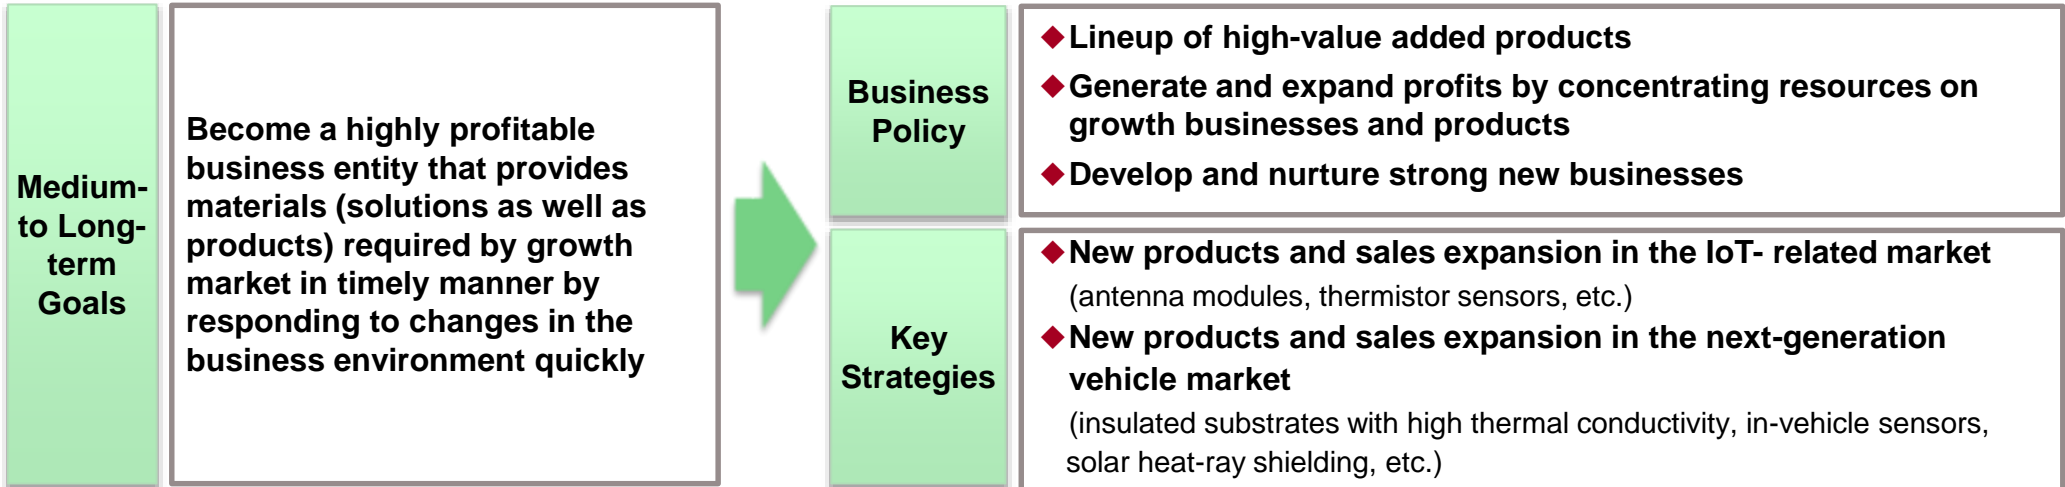 Medium-
to Long-
term
Goals
Become a highly profitable
business entity that provides
materials (solutions as well as
products) required by growth
market in timely manner by
responding to changes in the
business environment quickly
Business
Policy
◆Lineup of high-value added products
◆Generate and expand profits by concentrating resources on
growth businesses and products
◆Develop and nurture strong new businesses
Key
Strategies
◆New products and sales expansion in the IoT- related market
(antenna modules, thermistor sensors, etc.)
◆New products and sales expansion in the next-generation
vehicle market
(insulated substrates with high thermal conductivity, in-vehicle sensors,
solar heat-ray shielding, etc.)